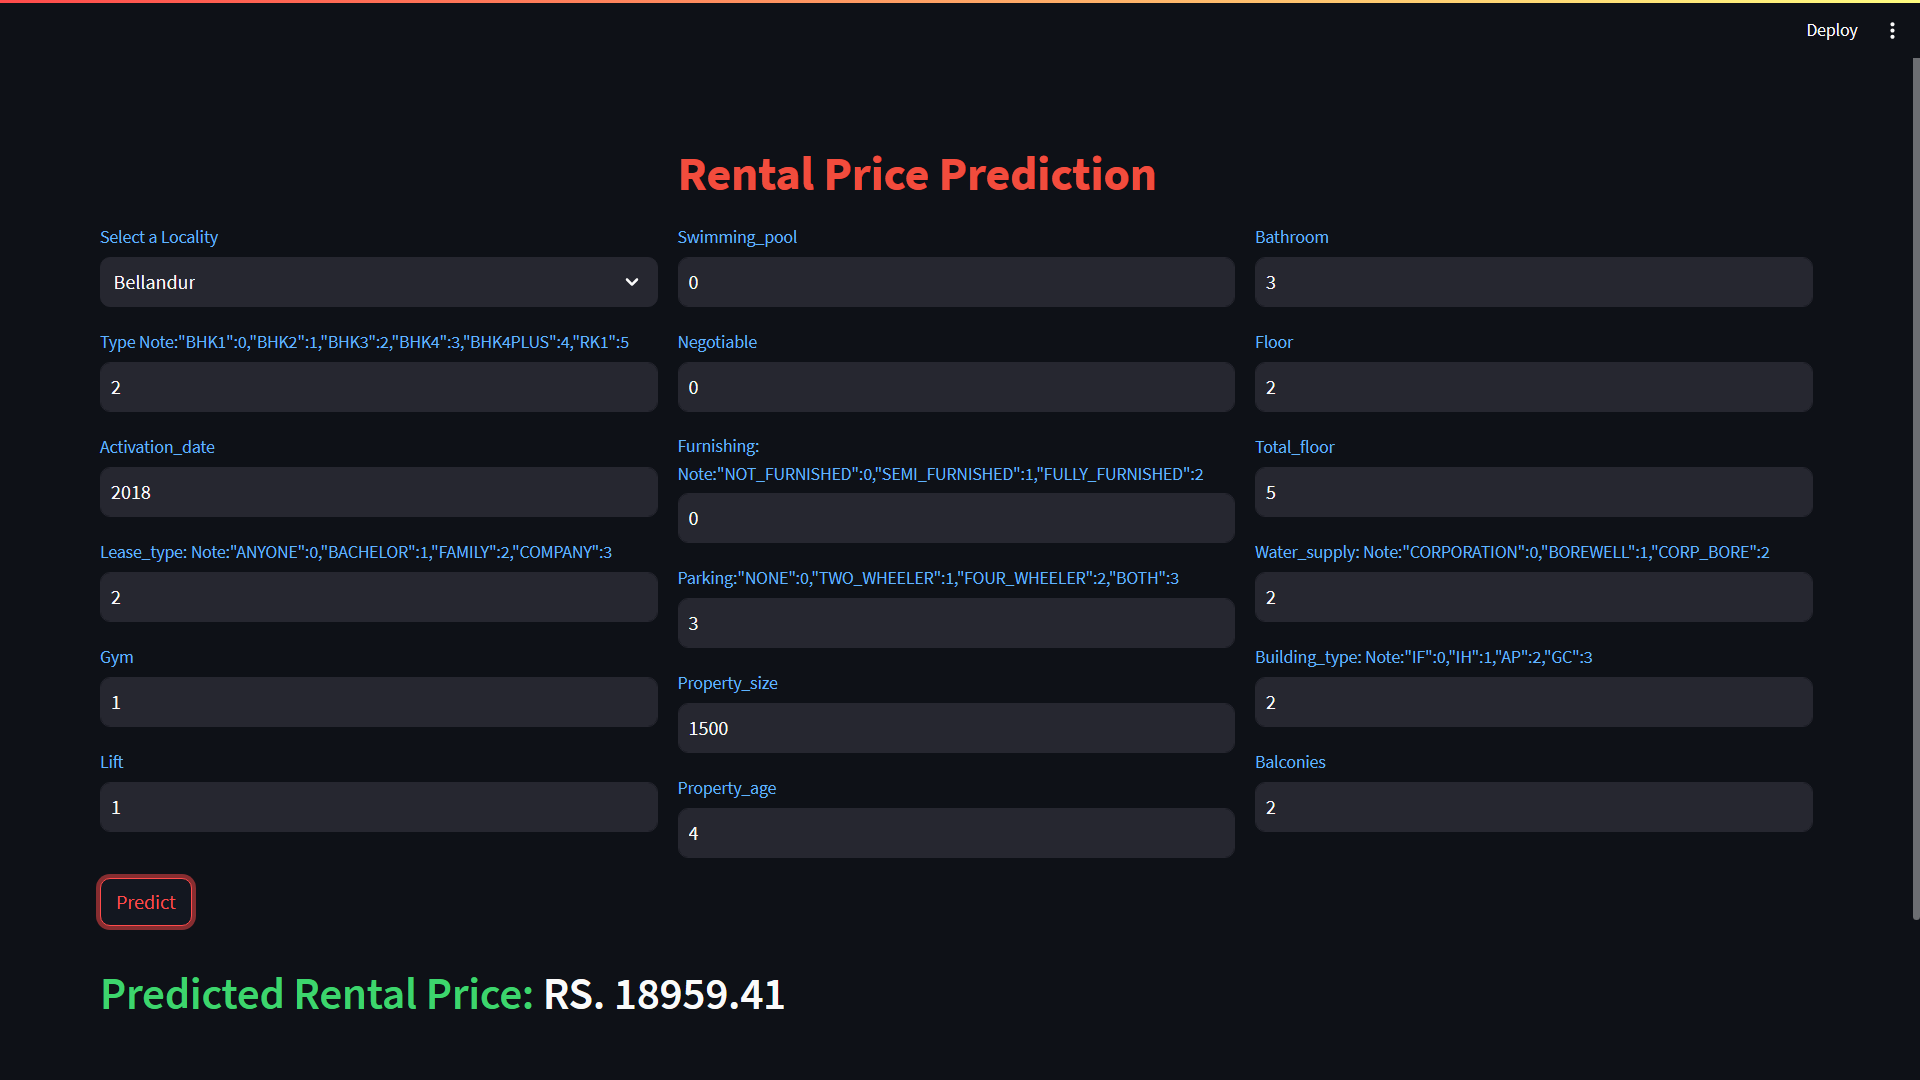 Deploy
Rental Price Prediction
Select a Locality
Bellandur
Type Note:"BHK1":0,"BHK2":1,"BHK3":2,"BHK4":3,"BHK4PLUS":4,"RK1":5
2
Activation_date
2018
Lease_type: Note:"ANYONE":0,"BACHELOR":1,"FAMILY":2,"COMPANY":3
2
Gym
1
Lift
1
Swimming_pool
0
Negotiable
0
Furnishing:
Note:"NOT_FURNISHED":0,"SEMI_FURNISHED":1,"FULLY_FURNISHED":2
0
Parking:"NONE":0,"TWO_WHEELER":1,"FOUR_WHEELER":2,"BOTH":3
3
Property_size
1500
Property_age
4
Bathroom
3
Floor
2
Total_floor
5
Water_supply: Note:"CORPORATION":0,"BOREWELL":1,"CORP_BORE":2
2
Building_type: Note:"IF":0,"IH":1,"AP":2,"GC":3
2
Balconies
2
Predict
Predicted Rental Price: RS. 18959.41